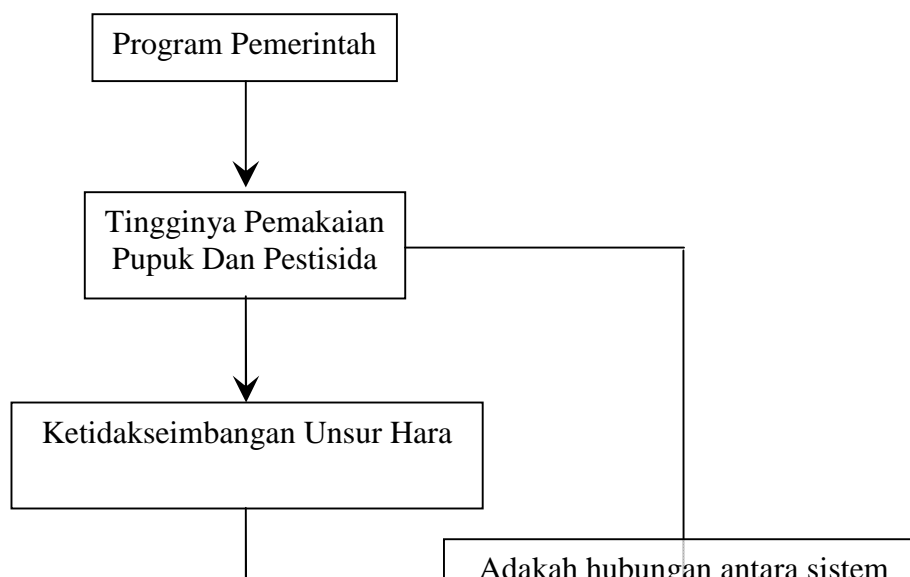 Program Pemerintah
Tingginya Pemakaian
Pupuk Dan Pestisida
Ketidakseimbangan Unsur Hara
Adakah hubungan antara sistem